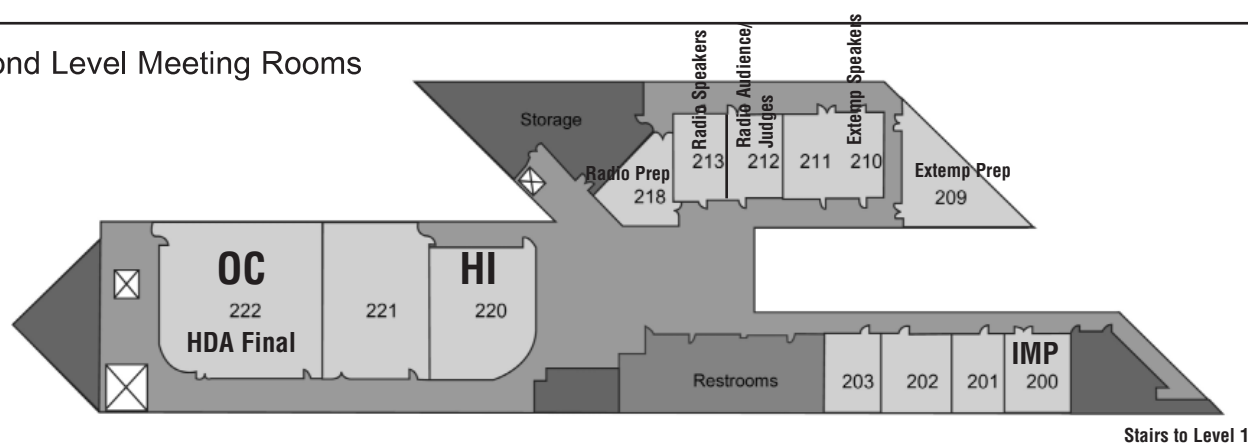 ond Level Meeting Rooms
Storage
Radio Speakers
Radio Audience/
Judges
Extemp Speakers
Radio Prep
218
213
212
211
210
Extemp Prep
209
OC
222
HDA Final
221
HI
220
Restrooms
203
202
201
IMP
200
Stairs to Level 1